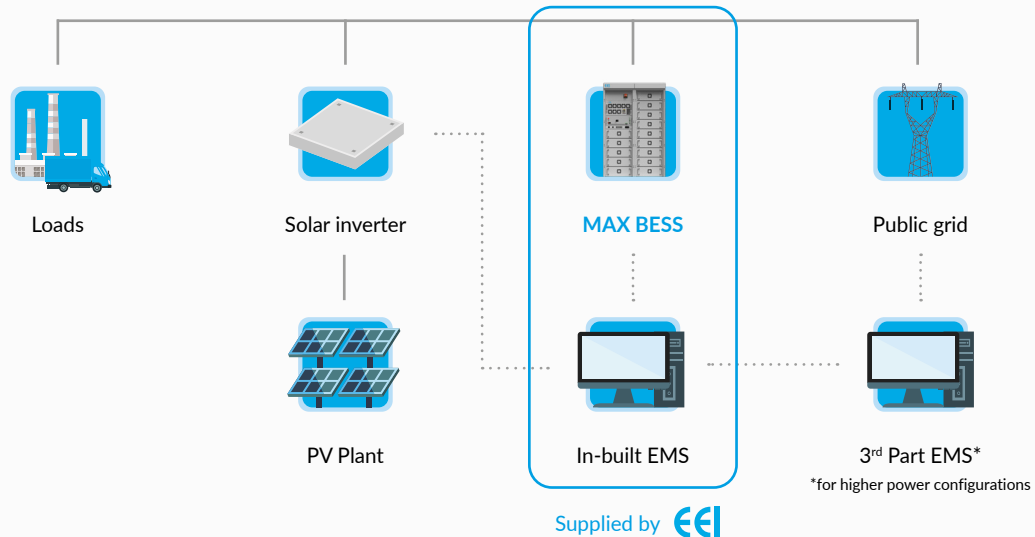 Loads
Solar inverter
MAX BESS
Public grid
PV Plant
In-built EMS
3rd Part EMS*
*for higher power configurations
Supplied by EEI